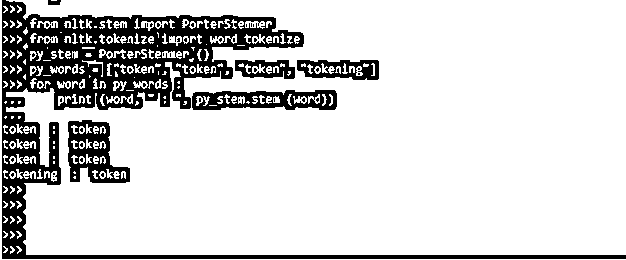 >>>
>>> from nltk.stem import PorterStemmer
>>> from nltk.tokenize import word_tokenize
>>> py_stem = PorterStemmer ()
>>> py_words = ["token", "token", "token", "tokening"]
>>> for word in py_words :
...     print (word, " : ", py_stem.stem (word))
...
token  :  token
token  :  token
token  :  token
tokening  :  token
>>>
>>>
>>>
>>>
>>>